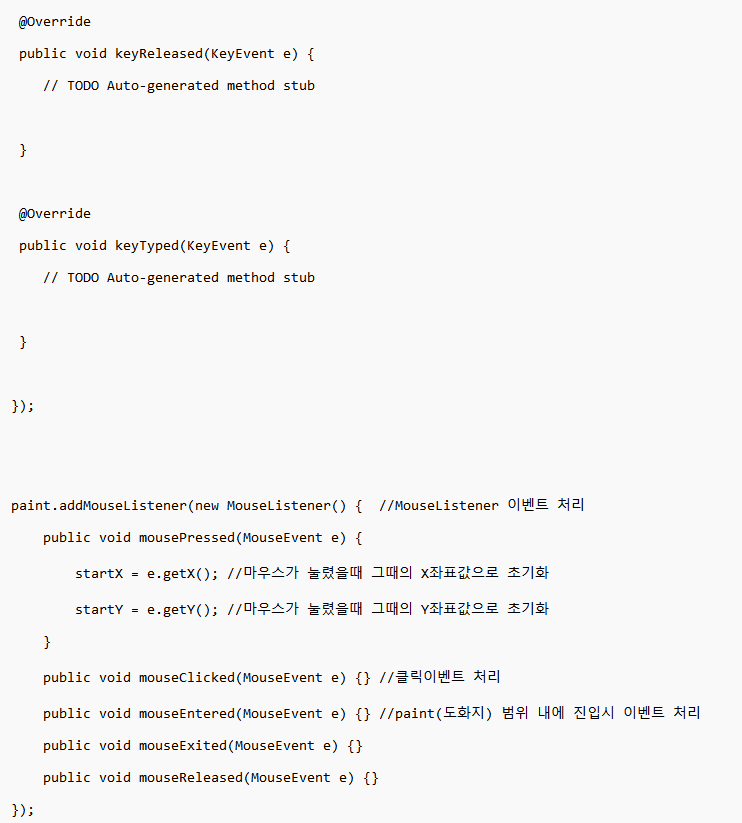 @Override
public void keyReleased(KeyEvent e) {
// TODO Auto-generated method stub
}
@Override
public void keyTyped(KeyEvent e) {
// TODO Auto-generated method stub
}
});
paint.addMouseListener(new MouseListener() {  //MouseListener 이벤트 처리
public void mousePressed(MouseEvent e) {
startX = e.getX(); //마우스가 눌렸을때 그때의 X좌표값으로 초기화
startY = e.getY(); //마우스가 눌렸을때 그때의 Y좌표값으로 초기화
}
public void mouseClicked(MouseEvent e) {} //클릭이벤트 처리
public void mouseEntered(MouseEvent e) {} //paint(도화지) 범위 내에 진입시 이벤트 처리
public void mouseExited(MouseEvent e) {}
public void mouseReleased(MouseEvent e) {}
});